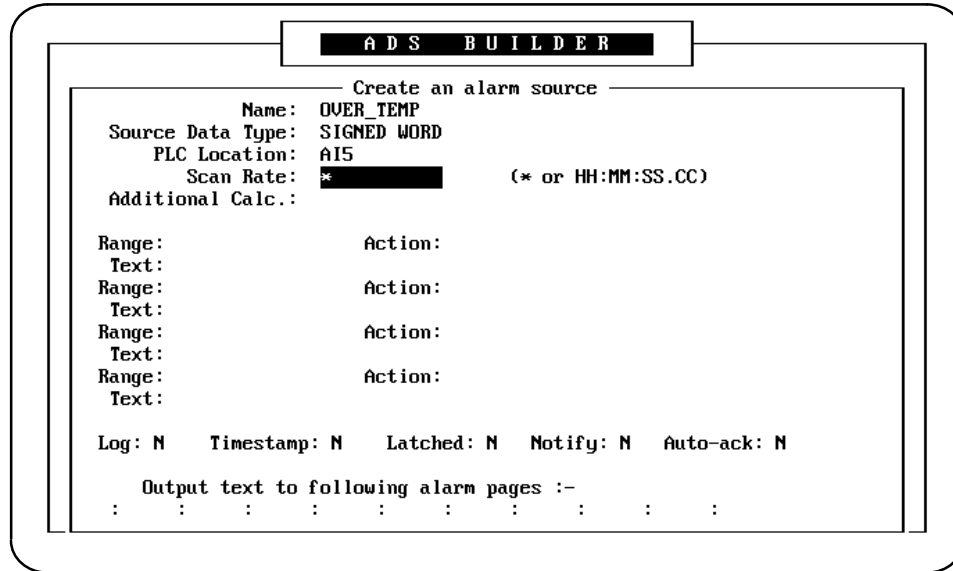 ADS BUILDER
Create an alarm source
Name: OVER_TEMP
Source Data Type: SIGNED WORD
PLC Location: AI5
Scan Rate: * (* or HH:MM:SS.CC)
Additional Calc.:
Range: Action:
Text:
Range: Action:
Text:
Range: Action:
Text:
Range: Action:
Text:
Log: N Timestamp: N Latched: N Notify: N Auto-ack: N
Output text to following alarm pages :-
: : : : : : : : : :